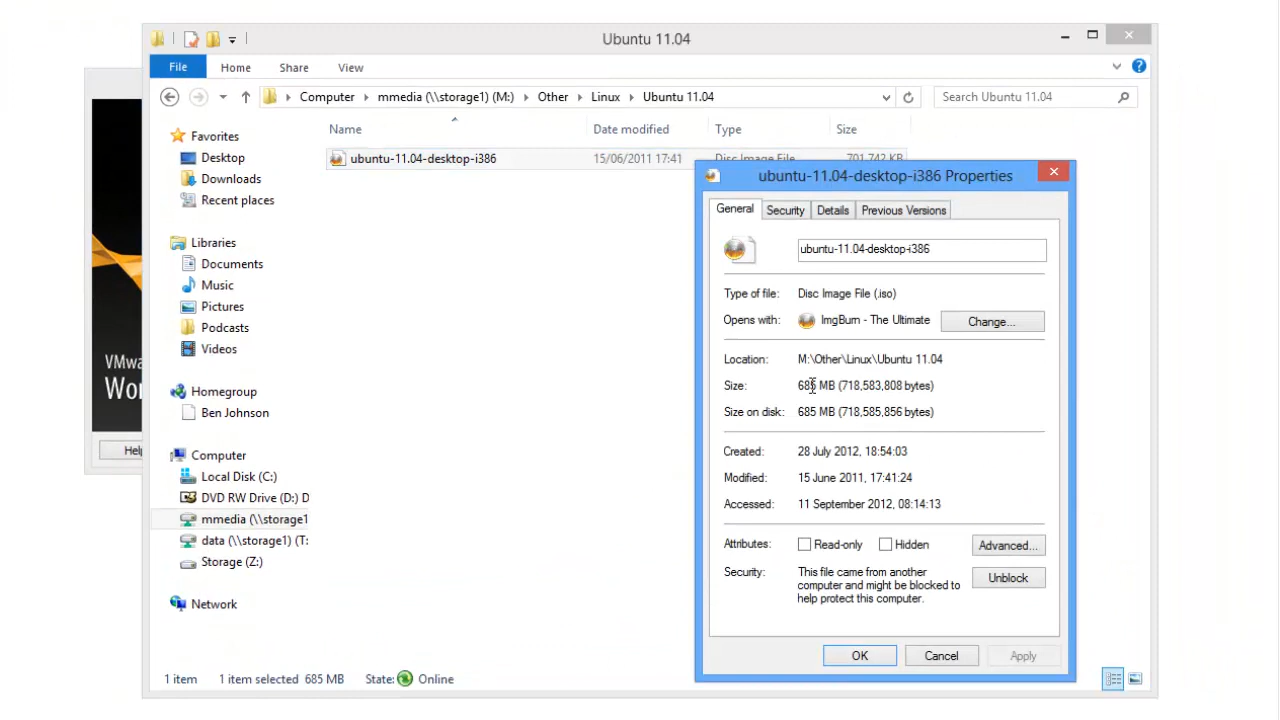 Ubuntu 11.04
File Home Share View
Computer mmedia (\\storage1) (M:) Other Linux Ubuntu 11.04
Search Ubuntu 11.04
Name Date modified Type Size
ubuntu-11.04-desktop-i386 15/06/2011 17:41 Disc Image File 701,742 KB
Favorites
Desktop
Downloads
Recent places
Libraries
Documents
Music
Pictures
Podcasts
Videos
Homegroup
Ben Johnson
Computer
Local Disk (C:)
DVD RW Drive (D:) D
mmedia (\\storage1
data (\\storage1) (T:
Storage (Z:)
Network
1 item 1 item selected 685 MB State: Online
VMwa
Wor
Hel
ubuntu-11.04-desktop-i386 Properties
General Security Details Previous Versions
ubuntu-11.04-desktop-i386
Type of file: Disc Image File (.iso)
Opens with: ImgBurn - The Ultimate Change...
Location: M:\Other\Linux\Ubuntu 11.04
Size: 685 MB (718,583,808 bytes)
Size on disk: 685 MB (718,585,856 bytes)
Created: 28 July 2012, 18:54:03
Modified: 15 June 2011, 17:41:24
Accessed: 11 September 2012, 08:14:13
Attributes: Read-only Hidden Advanced...
Security: This file came from another
computer and might be blocked to
help protect this computer.
Unblock
OK Cancel Apply